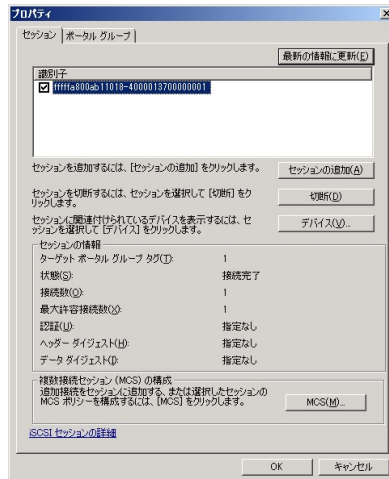 プロパティ
セッション
ポータル グループ
最新の情報に更新(E)
識別子
fffffa800ab11018-4000013700000001
セッションを追加するには、[セッションの追加] をクリックします。
セッションの追加(A)
セッションを切断するには、セッションを選択して [切断] をク
リックします。
切断(D)
セッションに関連付けられているデバイスを表示するには、セ
ッションを選択して [デバイス] をクリックします。
デバイス(V)...
セッションの情報
ターゲット ポータル グループ タグ(T): 1
状態(S): 接続完了
接続数(O): 1
最大許容接続数(X): 1
認証(U): 指定なし
ヘッダー ダイジェスト(H): 指定なし
データ ダイジェスト(I): 指定なし
複数接続セッション (MCS) の構成
追加接続をセッションに追加する、または選択したセッションの
MCS ポリシーを構成するには、[MCS] をクリックします。
MCS(M)...
iSCSI セッションの詳細
OK
キャンセル